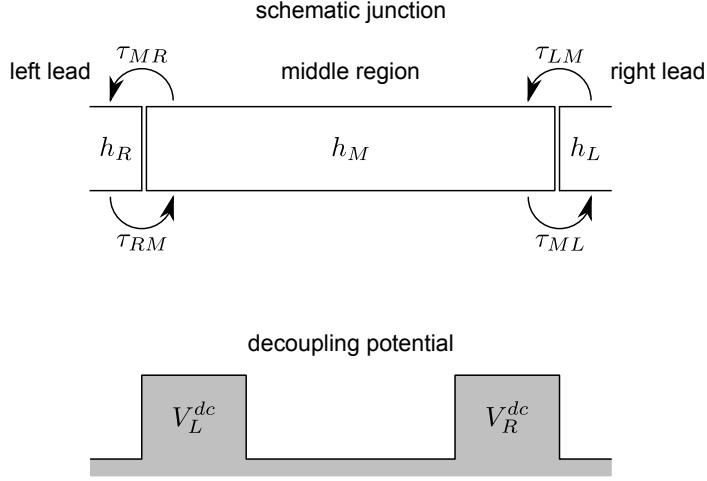 schematic junction
τ_MR τ_LM
left lead middle region right lead
h_R h_M h_L
τ_RM τ_ML
decoupling potential
V_L^dc V_R^dc